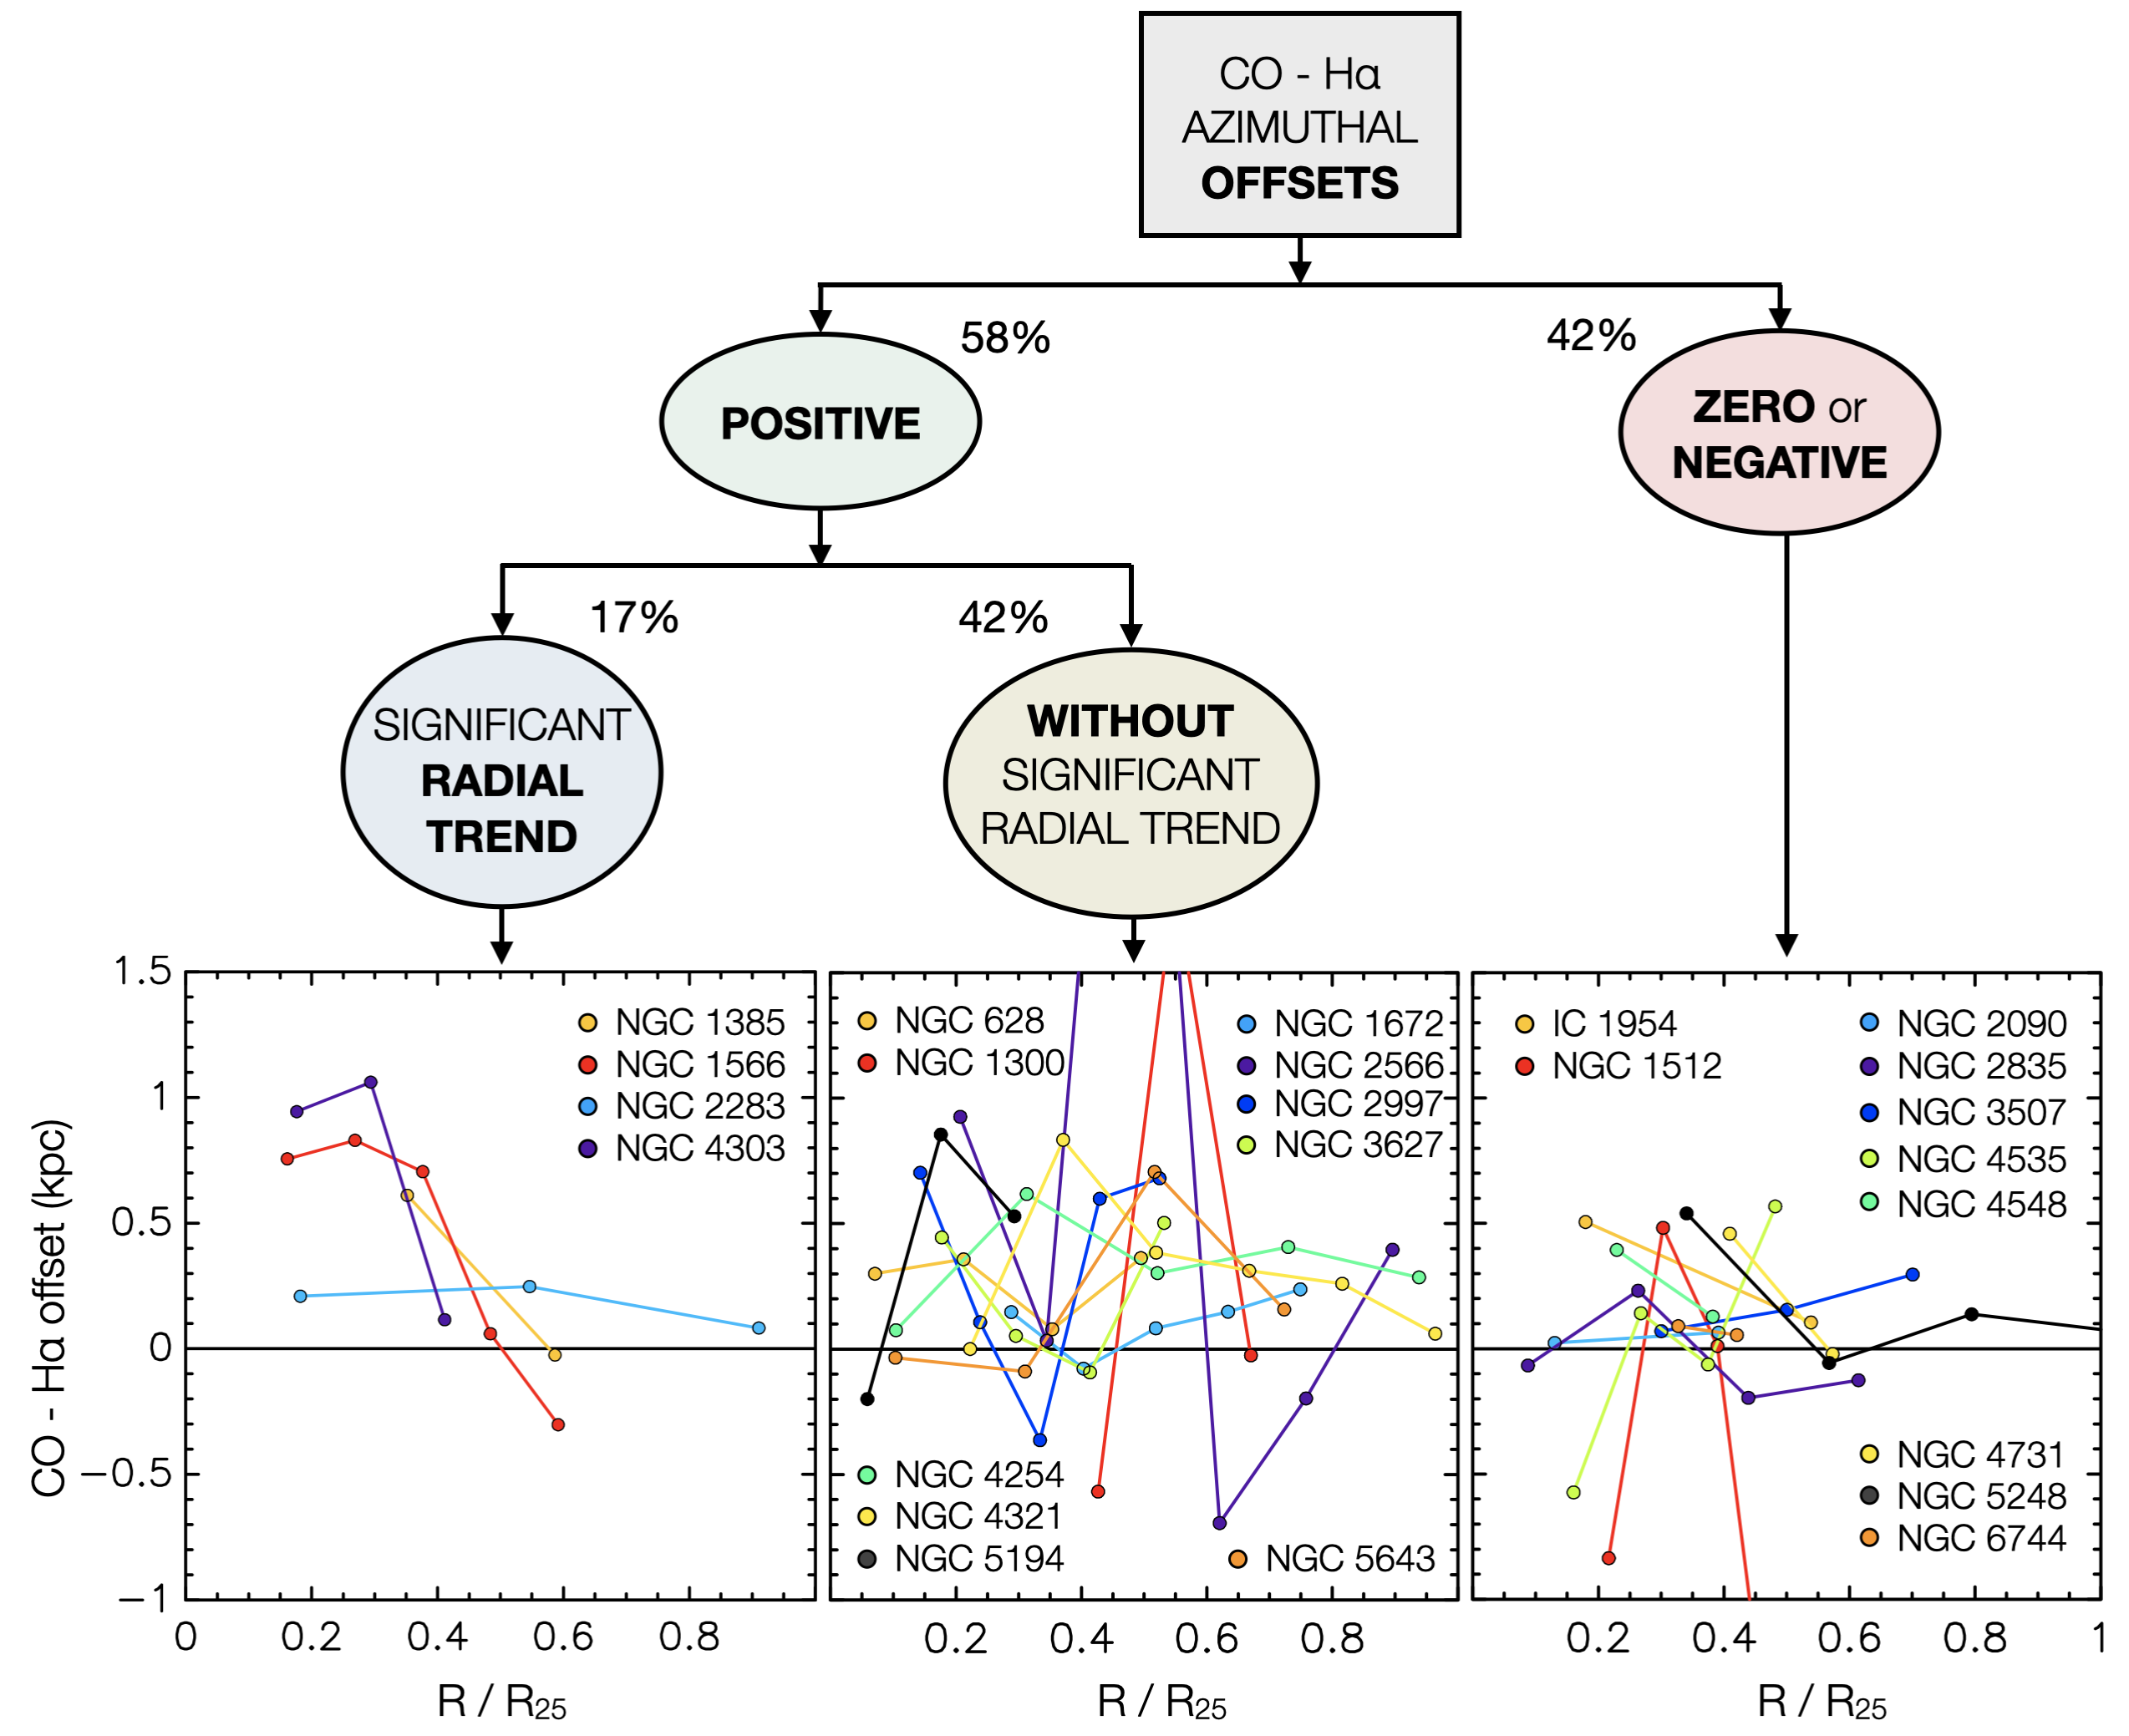 CO - Hα
AZIMUTHAL
OFFSETS
58%
42%
POSITIVE
ZERO or
NEGATIVE
17%
42%
SIGNIFICANT
RADIAL
TREND
WITHOUT
SIGNIFICANT
RADIAL TREND
CO - Hα offset (kpc)
1.5
1
0.5
0
−0.5
−1
NGC 1385
NGC 1566
NGC 2283
NGC 4303
0 0.2 0.4 0.6 0.8
R / R25
NGC 628
NGC 1300
NGC 1672
NGC 2566
NGC 2997
NGC 3627
NGC 4254
NGC 4321
NGC 5194
NGC 5643
0.2 0.4 0.6 0.8
R / R25
IC 1954
NGC 1512
NGC 2090
NGC 2835
NGC 3507
NGC 4535
NGC 4548
NGC 4731
NGC 5248
NGC 6744
0.2 0.4 0.6 0.8 1
R / R25